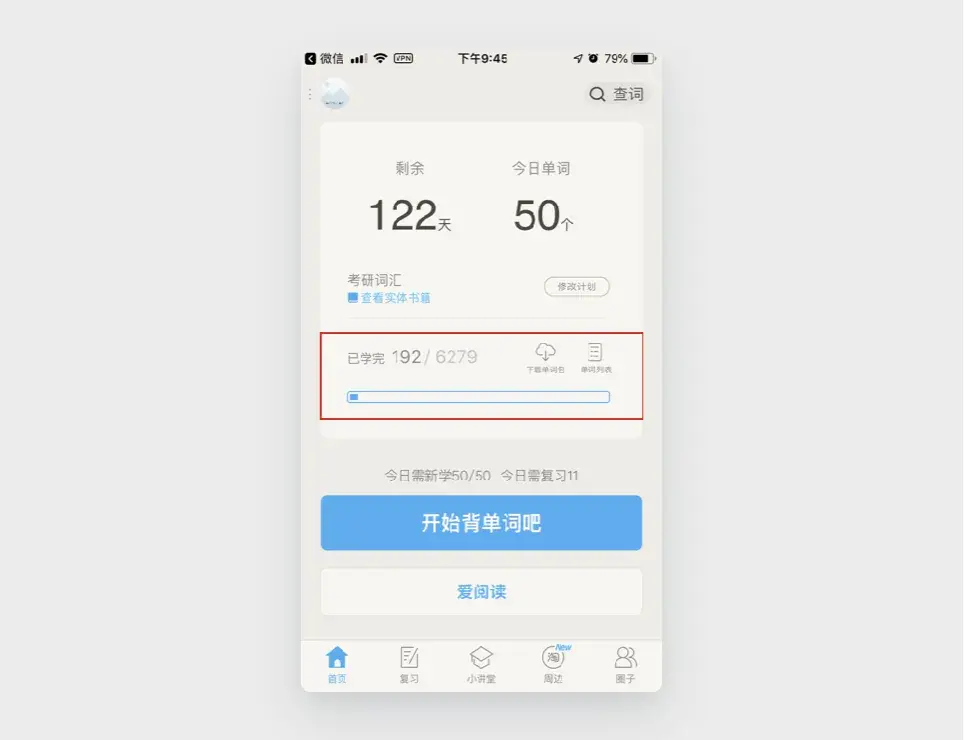 微信 VPN 下午9:45 79%
查词
剩余 今日单词
122天 50个
考研词汇
查看实体书籍 修改计划
已学完 192/ 6279
下载单词包 单词列表
今日需新学50/50 今日需复习11
开始背单词吧
爱阅读
淘 New
首页 复习 小讲堂 周边 圈子